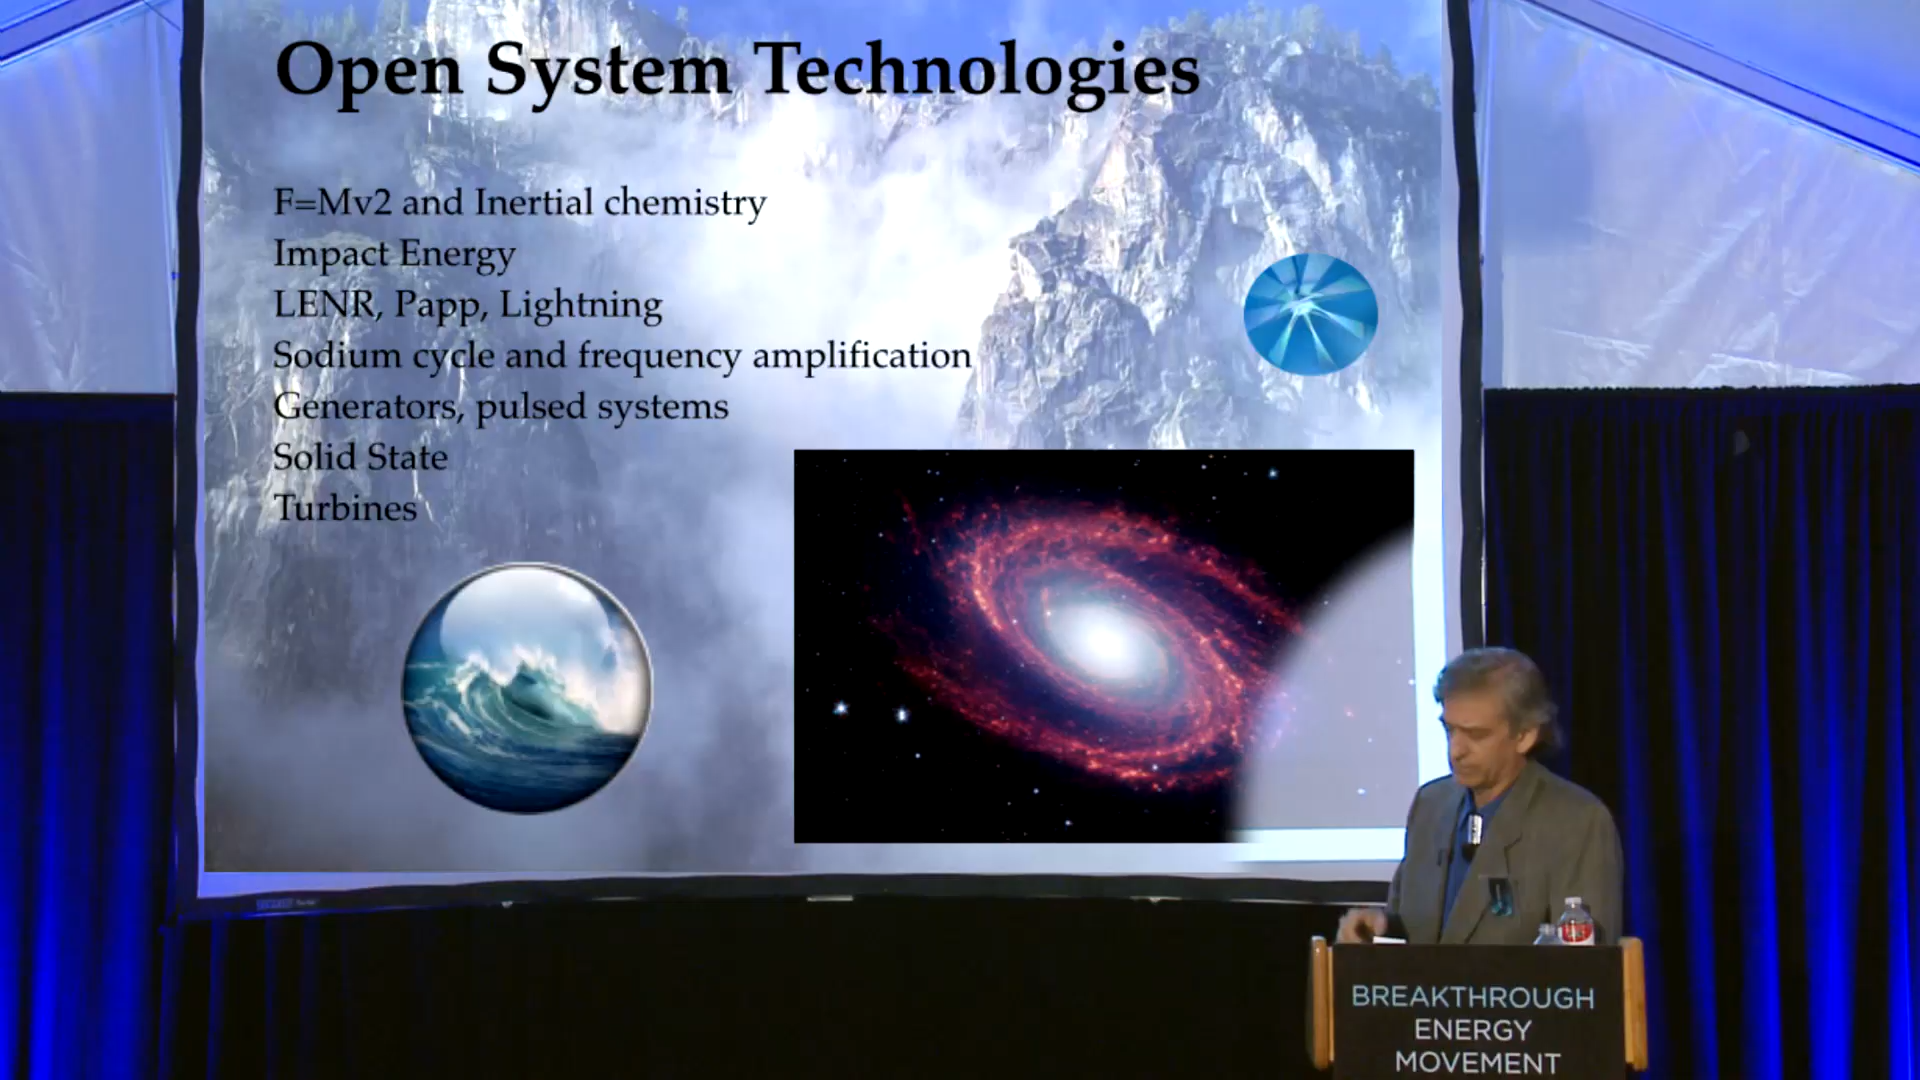 Open System Technologies
F=Mv2 and Inertial chemistry
Impact Energy
LENR, Papp, Lightning
Sodium cycle and frequency amplification
Generators, pulsed systems
Solid State
Turbines
BREAKTHROUGH
ENERGY
MOVEMENT